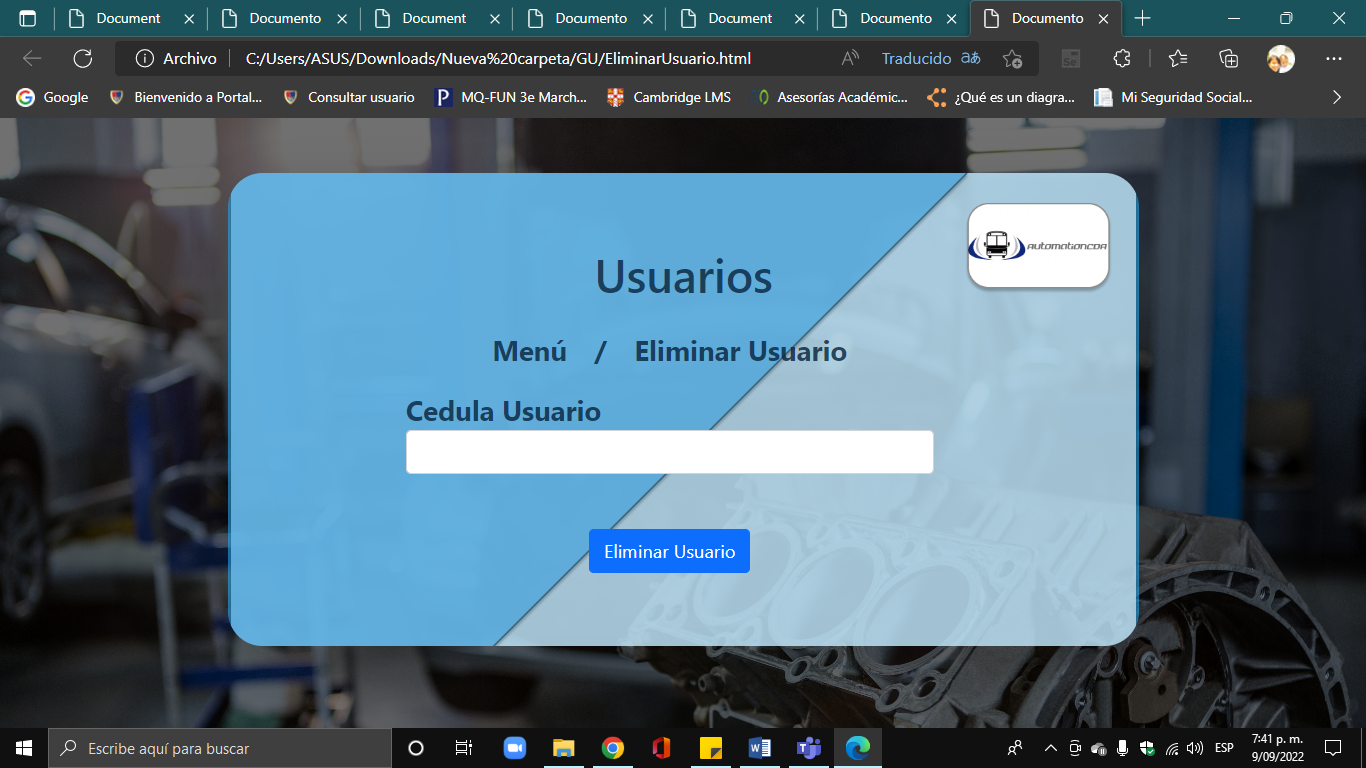 Document
Documento
Document
Documento
Document
Documento
Documento
Archivo
C:/Users/ASUS/Downloads/Nueva%20carpeta/GU/EliminarUsuario.html
Traducido
Google
Bienvenido a Portal...
Consultar usuario
MQ-FUN 3e March...
Cambridge LMS
Asesorías Académic...
¿Qué es un diagra...
Mi Seguridad Social...
AUTOMATIONCDA
Usuarios
Menú / Eliminar Usuario
Cedula Usuario
Eliminar Usuario
Escribe aquí para buscar
ESP
7:41 p. m.
9/09/2022